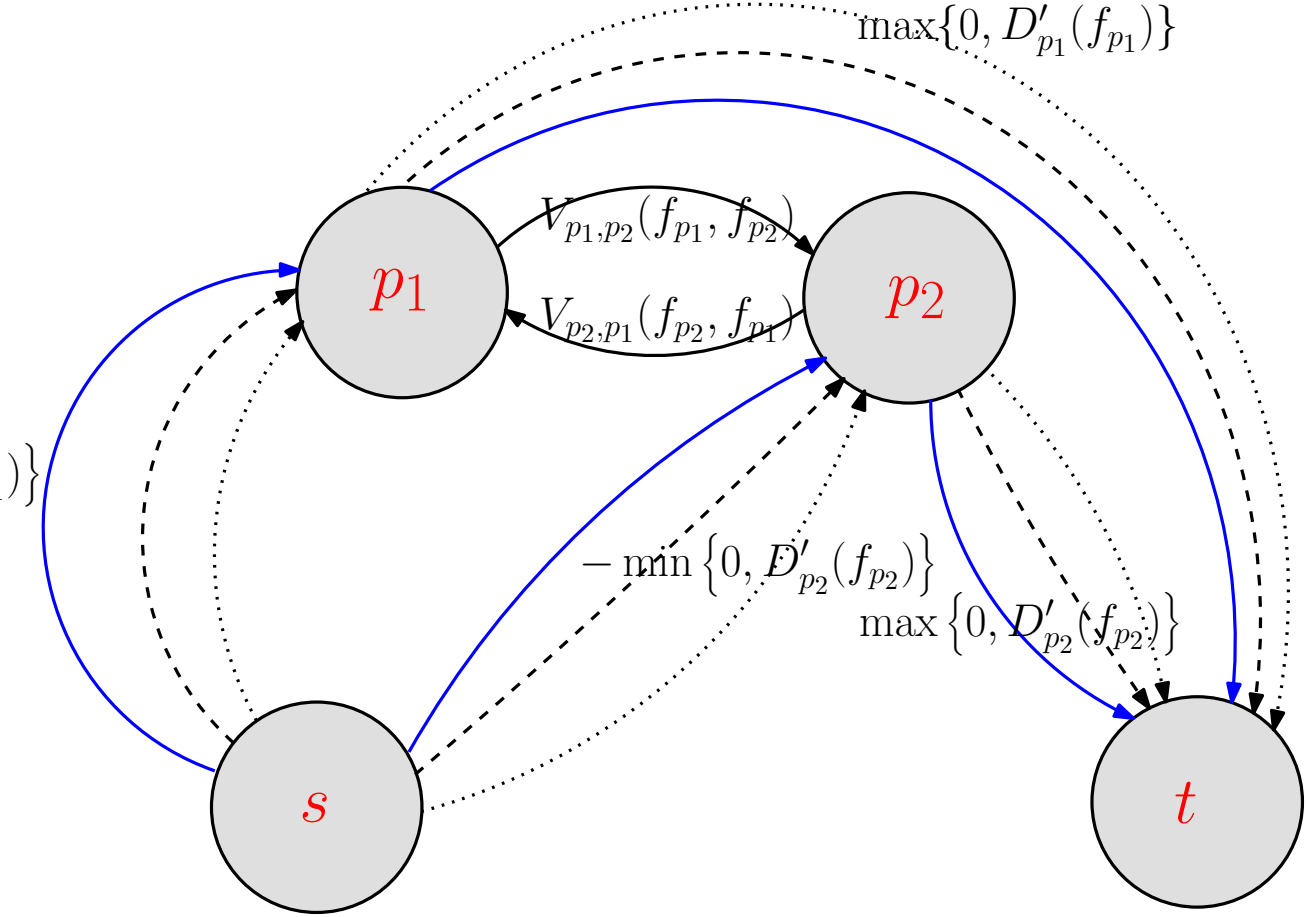 max{0, D′_{p_1}(f_{p_1})}
V_{p_1,p_2}(f_{p_1}, f_{p_2})
p_1
p_2
V_{p_2,p_1}(f_{p_2}, f_{p_1})
)}
− min {0, D′_{p_2}(f_{p_2})}
max {0, D′_{p_2}(f_{p_2})}
s
t